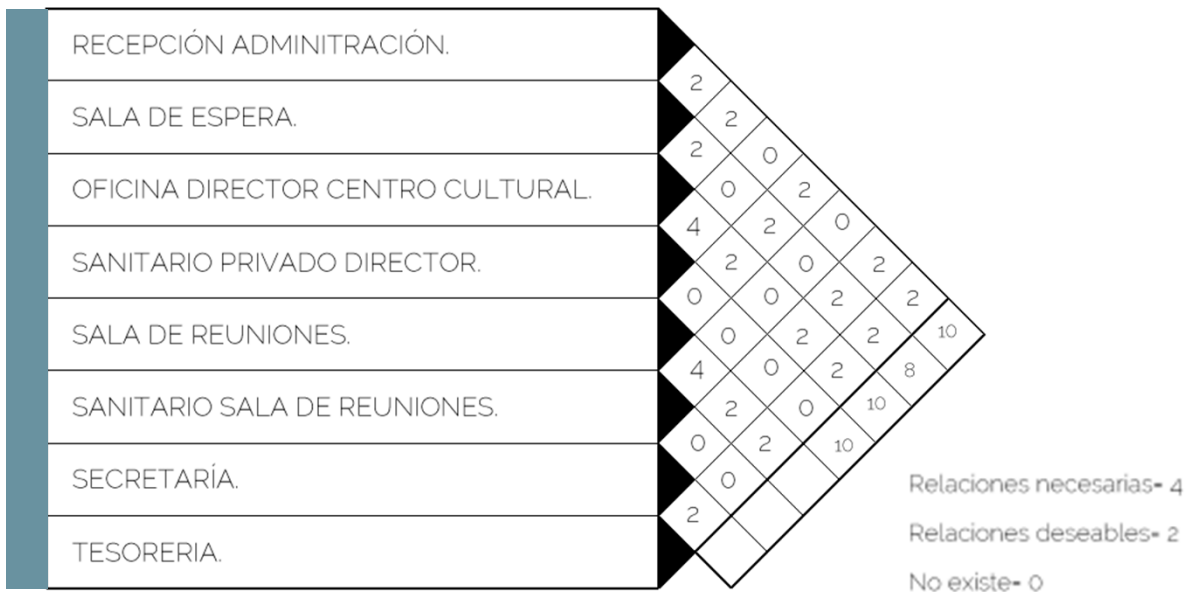 RECEPCIÓN ADMINITRACIÓN.
2
SALA DE ESPERA. 2
2 0
OFICINA DIRECTOR CENTRO CULTURAL. 0 2
4 2 0
SANITARIO PRIVADO DIRECTOR. 2 0 2
0 0 2 2
SALA DE REUNIONES. 0 2 2 10
4 0 2 8
SANITARIO SALA DE REUNIONES. 2 0 10
0 2 10
SECRETARÍA. 0
2
TESORERIA.
Relaciones necesarias= 4
Relaciones deseables= 2
No existe= 0